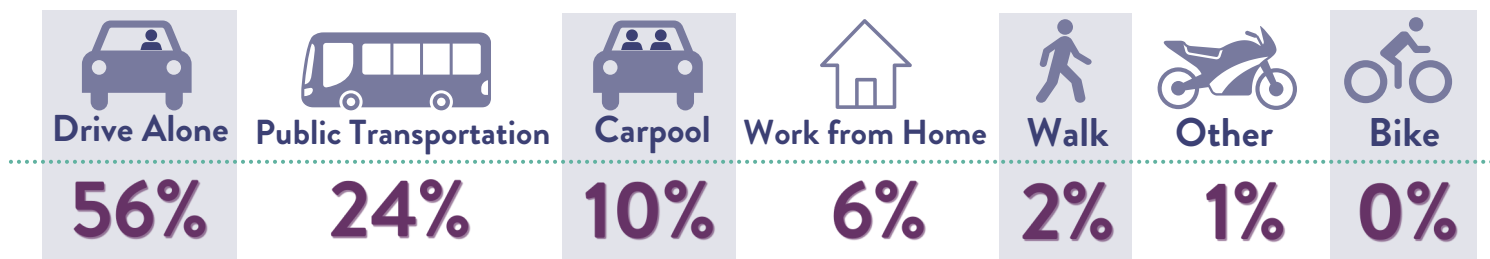 Drive Alone Public Transportation Carpool Work from Home Walk Other Bike
56% 24% 10% 6% 2% 1% 0%